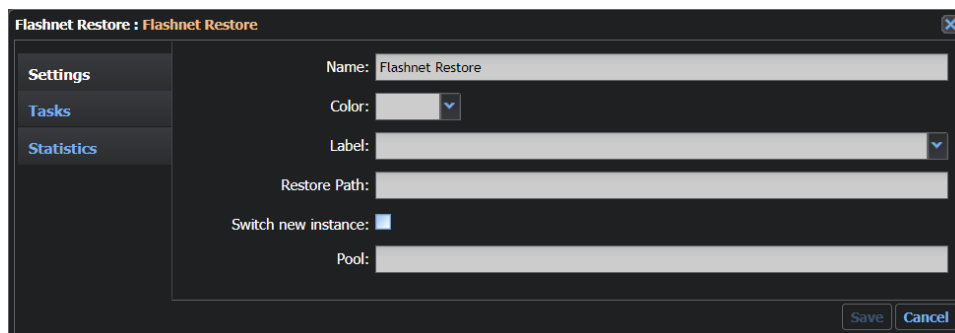 Flashnet Restore : Flashnet Restore
Settings
Tasks
Statistics
Name: Flashnet Restore
Color:
Label:
Restore Path:
Switch new instance:
Pool:
Save Cancel